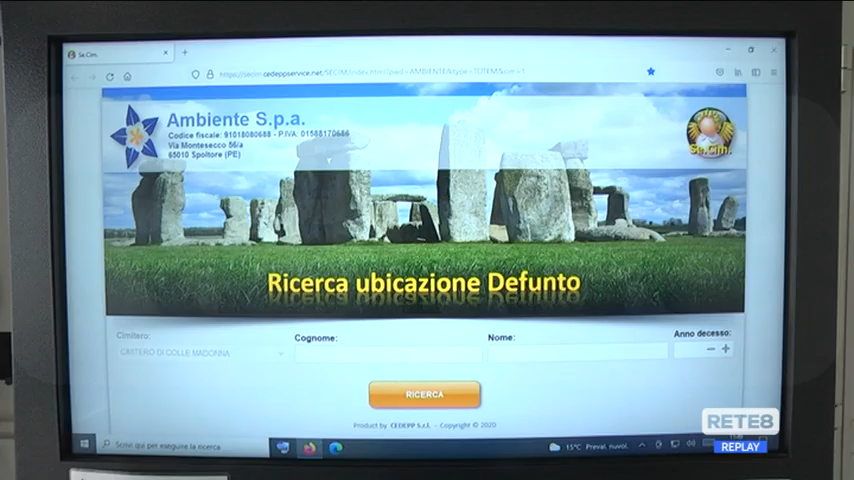 Se.Cim.
https://secim.cedeppservice.net/SECIM/index.html?pwd=AMBIENTE&type=TOTEM&cim=1
Ambiente S.p.a.
Codice fiscale: 91018080688 - P.IVA: 01588170686
Via Montesecco 56/a
65010 Spoltore (PE)
Se.Cim.
Ricerca ubicazione Defunto
Cimitero:
Cognome:
Nome:
Anno decesso:
CIMITERO DI COLLE MADONNA
RICERCA
Product by CEDEPP S.r.l. - Copyright © 2020
Scrivi qui per eseguire la ricerca
15°C Preval. nuvol.
RETE8
REPLAY